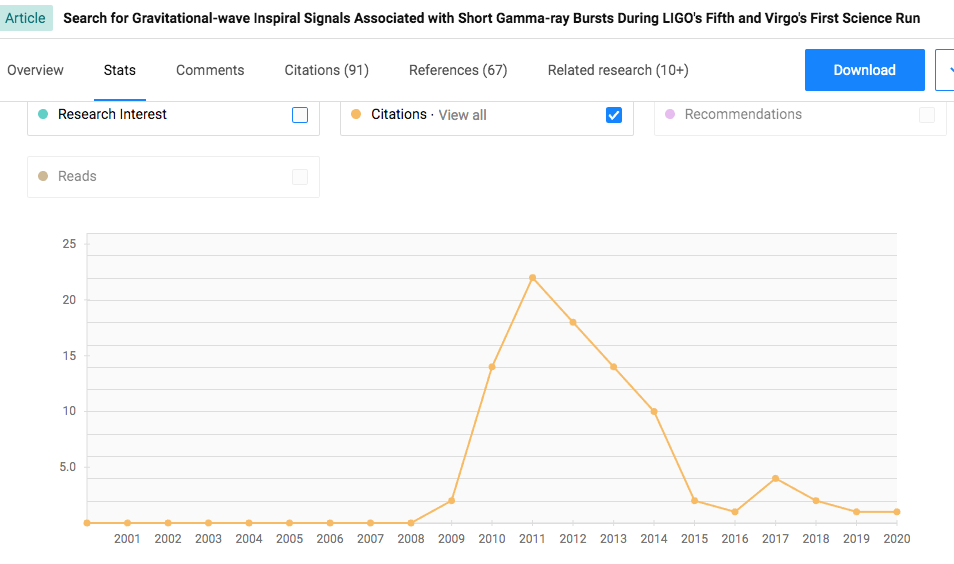 Article Search for Gravitational-wave Inspiral Signals Associated with Short Gamma-ray Bursts During LIGO's Fifth and Virgo's First Science Run
Overview Stats Comments Citations (91) References (67) Related research (10+) Download
Research Interest Citations · View all Recommendations
Reads
25
20
15
10
5.0
2001 2002 2003 2004 2005 2006 2007 2008 2009 2010 2011 2012 2013 2014 2015 2016 2017 2018 2019 2020